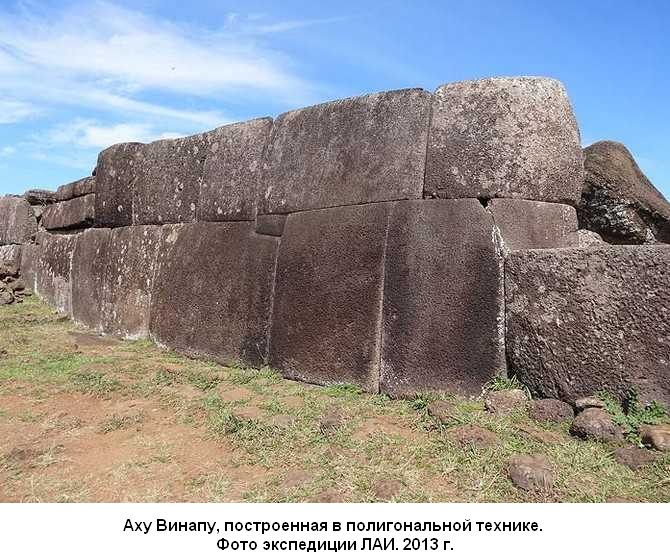 Аху Винапу, построенная в полигональной технике.
Фото экспедиции ЛАИ. 2013 г.